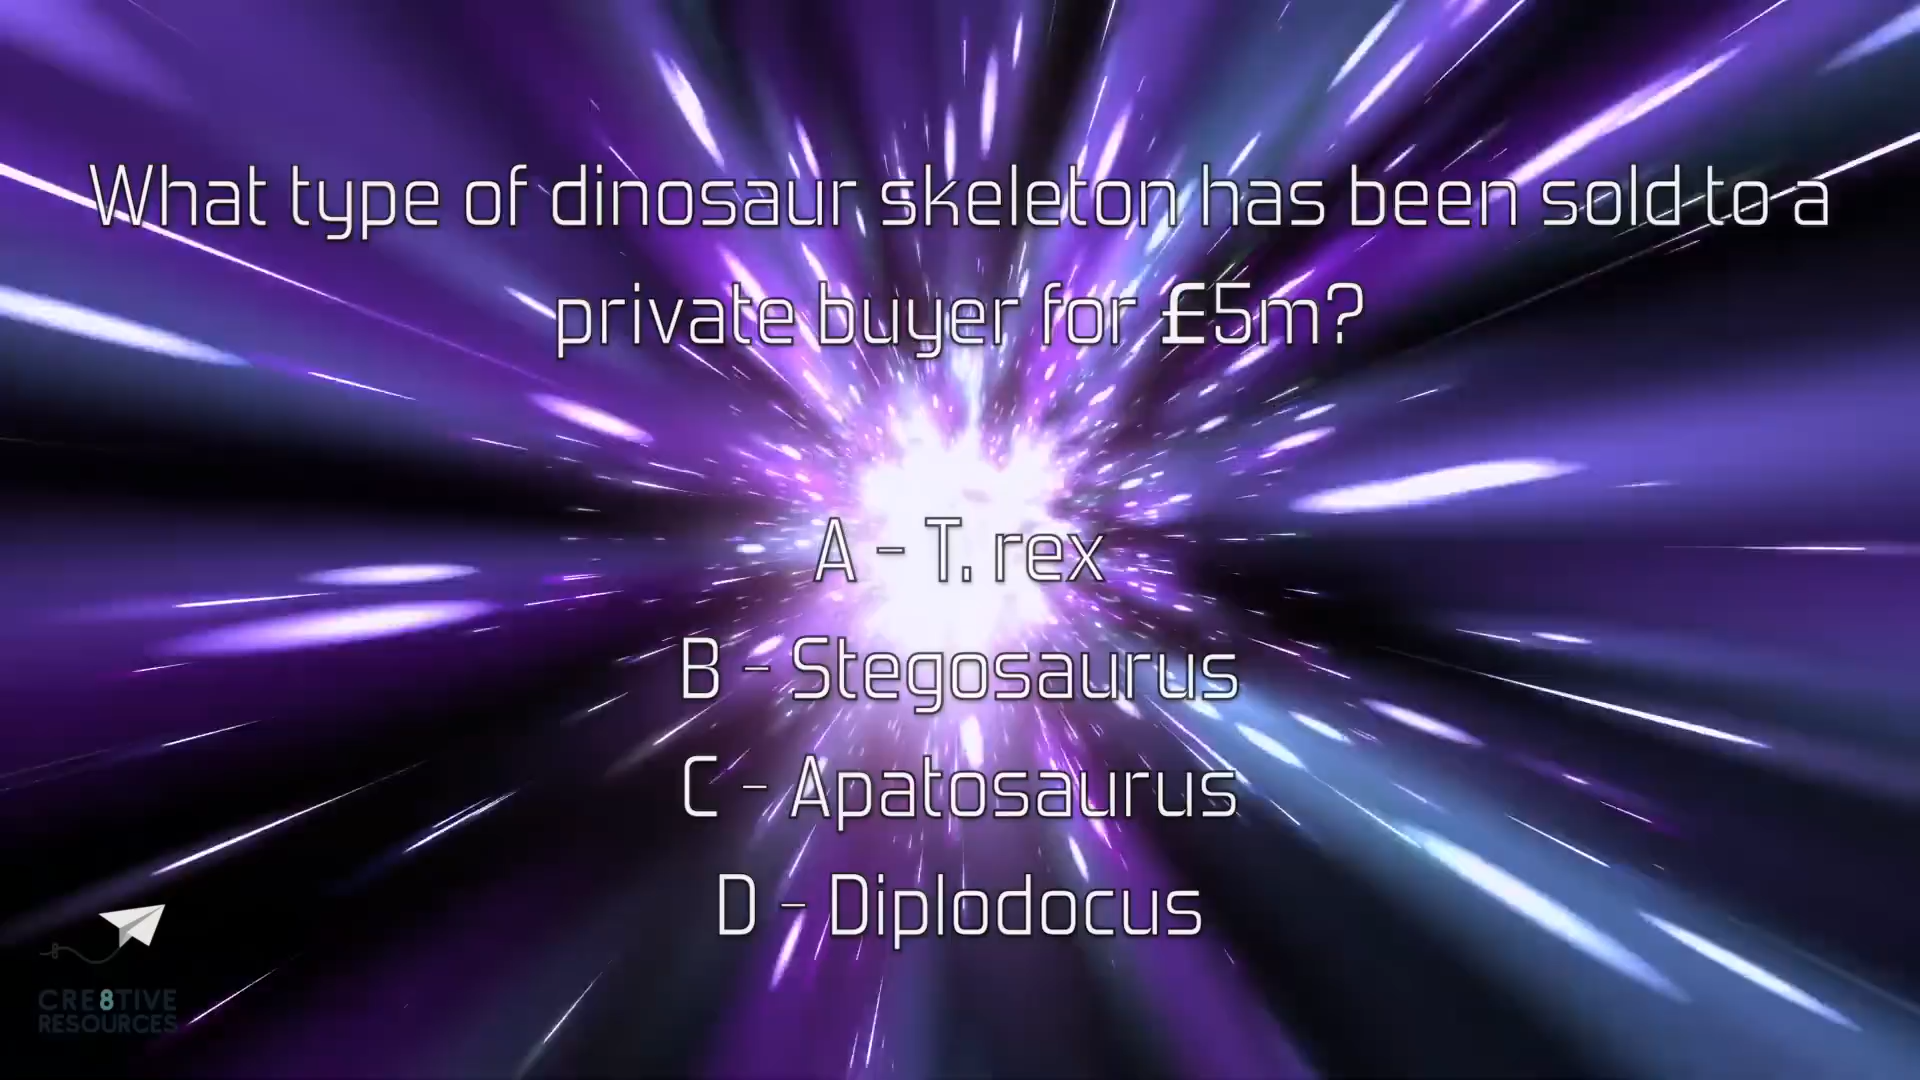 What type of dinosaur skeleton has been sold to a
private buyer for £5m?
A - T. rex
B - Stegosaurus
C - Apatosaurus
D - Diplodocus
CRE8TIVE
RESOURCES